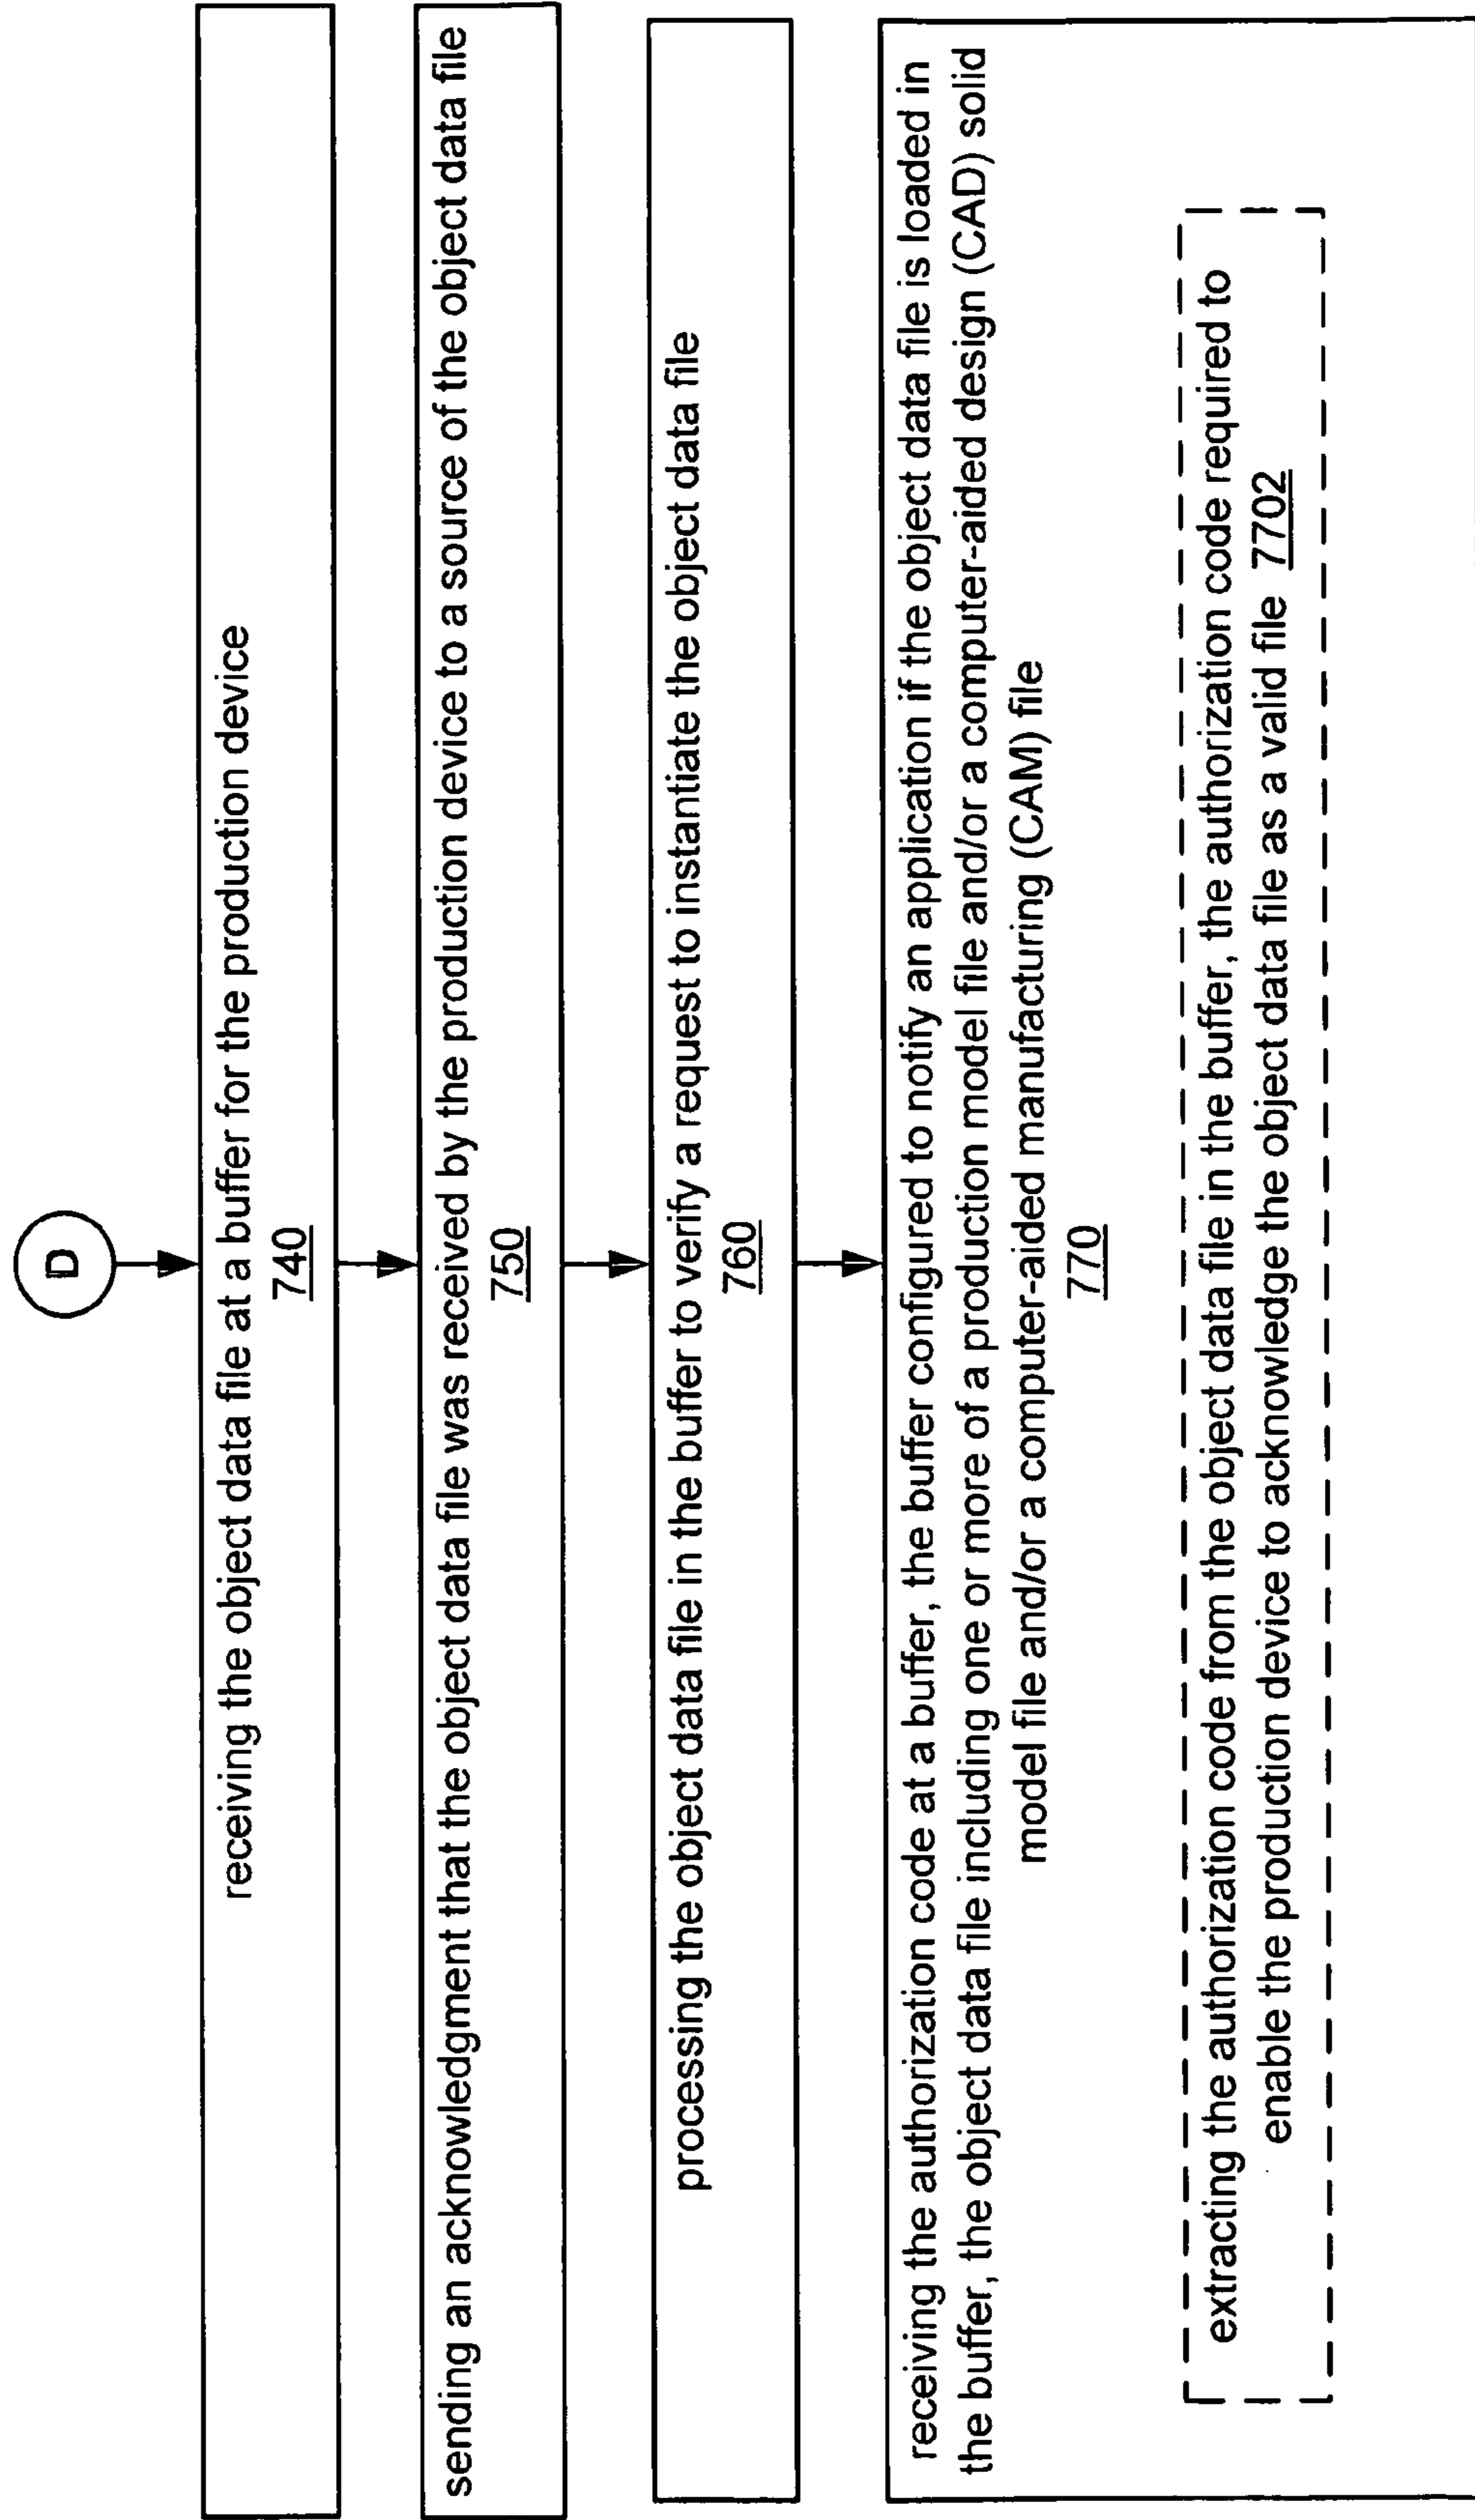 D
receiving the object data file at a buffer for the production device
740
sending an acknowledgment that the object data file was received by the production device to a source of the object data file
750
processing the object data file in the buffer to verify a request to instantiate the object data file
760
receiving the authorization code at a buffer, the buffer configured to notify an application if the object data file is loaded in
the buffer, the object data file including one or more of a production model file and/or a computer-aided design (CAD) solid
model file and/or a computer-aided manufacturing (CAM) file
770
extracting the authorization code from the object data file in the buffer, the authorization code required to
enable the production device to acknowledge the object data file as a valid file 7702